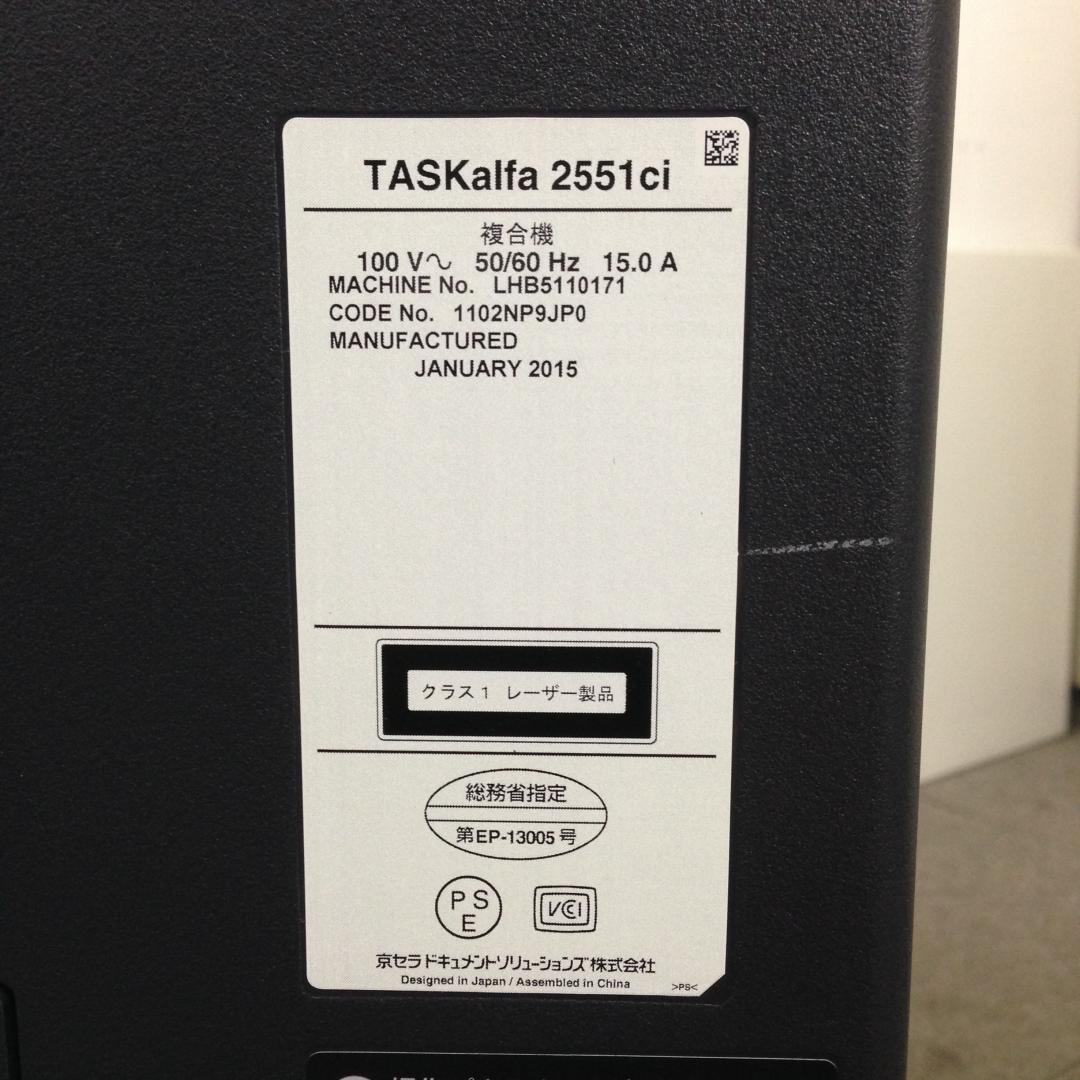 TASKalfa 2551ci
複合機
100 V～ 50/60 Hz 15.0 A
MACHINE No. LHB5110171
CODE No. 1102NP9JP0
MANUFACTURED
JANUARY 2015
クラス1 レーザー製品
総務省指定
第EP-13005号
PS
E
VCCI
京セラドキュメントソリューションズ株式会社
Designed in Japan / Assembled in China
>PS<